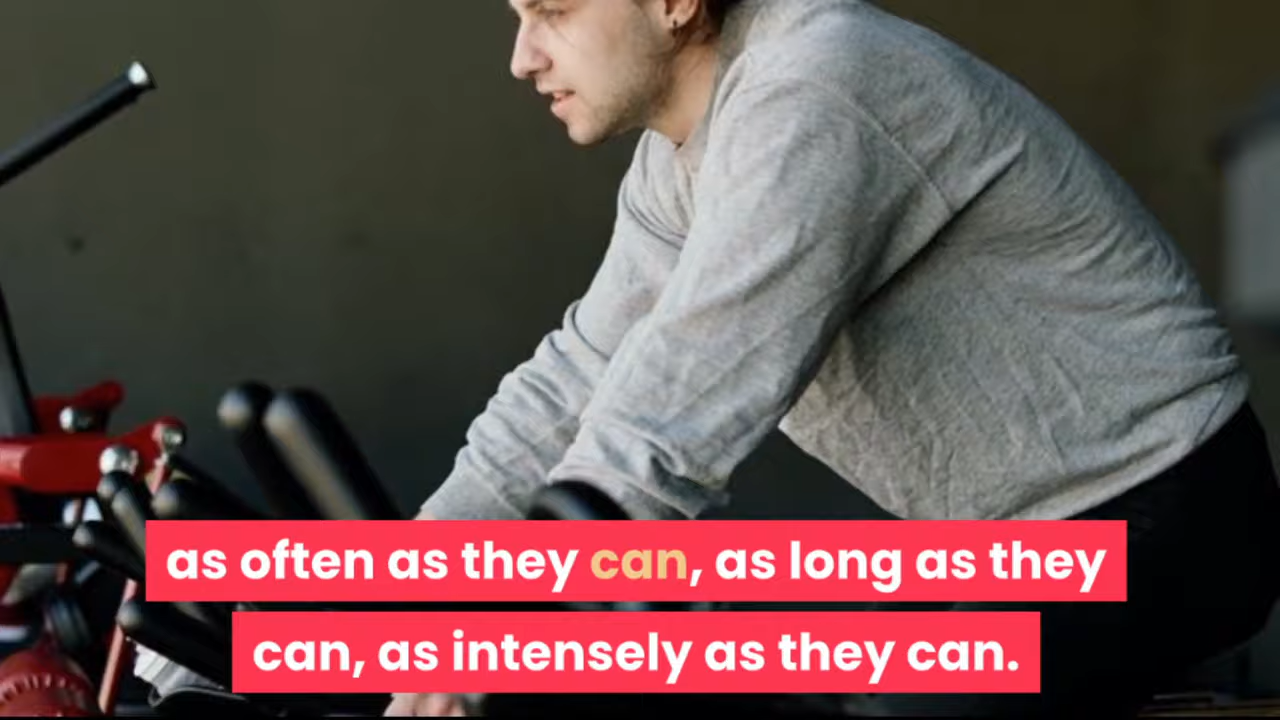 as often as they can, as long as they
can, as intensely as they can.